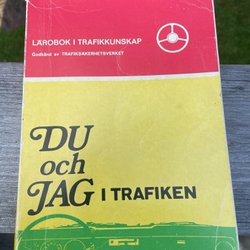 LÄROBOK I TRAFIKKUNSKAP
Godkänd av TRAFIKSÄKERHETSVERKET
DU
och
JAG I TRAFIKEN